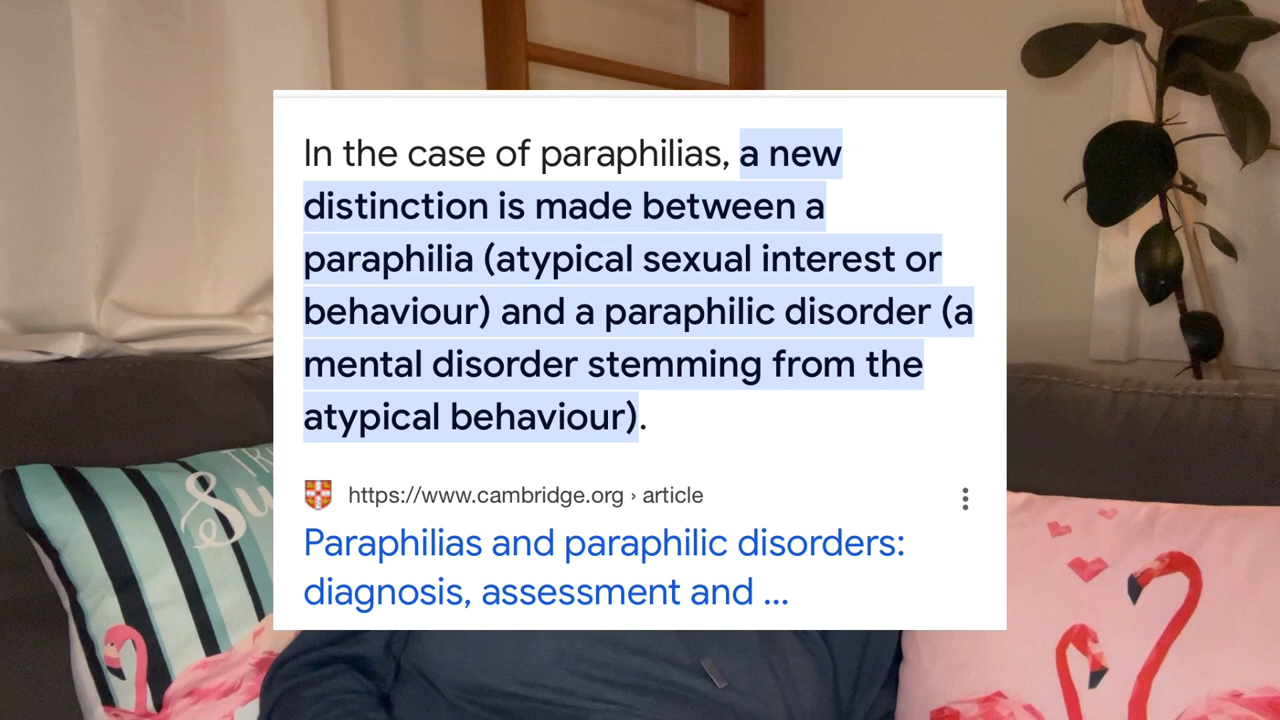 In the case of paraphilias, a new
distinction is made between a
paraphilia (atypical sexual interest or
behaviour) and a paraphilic disorder (a
mental disorder stemming from the
atypical behaviour).
https://www.cambridge.org › article
Paraphilias and paraphilic disorders:
diagnosis, assessment and ...